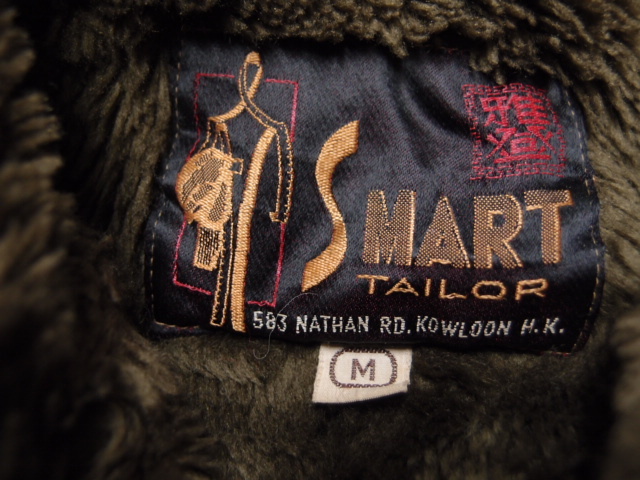 SMART
TAILOR
583 NATHAN RD. KOWLOON H.K.
M